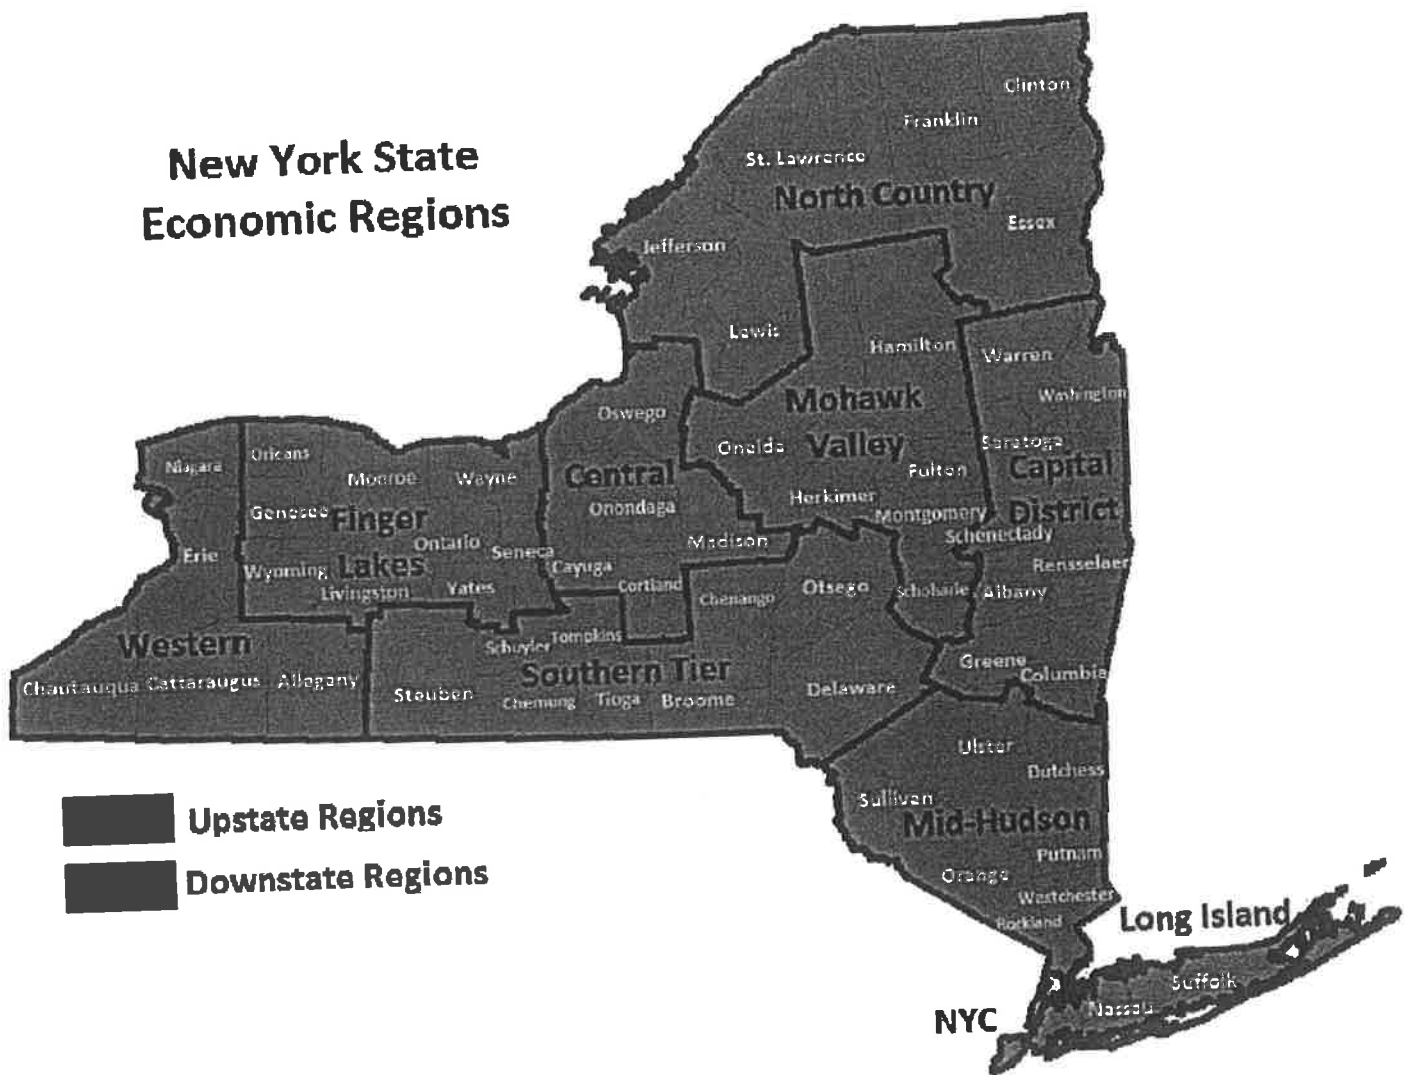 New York State
Economic Regions
Clinton
Franklin
St. Lawrence
North Country
Essex
Jefferson
Lewis
Hamilton
Warren
Washington
Mohawk
Valley
Oswego
Oneida
Saratoga
Fulton
Capital
District
Niagara
Orleans
Monroe
Wayne
Central
Herkimer
Genesee
Finger
Lakes
Onondaga
Montgomery
Schenectady
Ontario
Seneca
Madison
Erie
Wyoming
Livingston
Yates
Cayuga
Cortland
Chenango
Otsego
Schoharie
Albany
Rensselaer
Western
Schuyler
Tompkins
Southern Tier
Greene
Columbia
Chautauqua
Cattaraugus
Allegany
Steuben
Chemung
Tioga
Broome
Delaware
Ulster
Dutchess
Sullivan
Mid-Hudson
Upstate Regions
Downstate Regions
Putnam
Orange
Westchester
Rockland
Long Island
Suffolk
Nassau
NYC